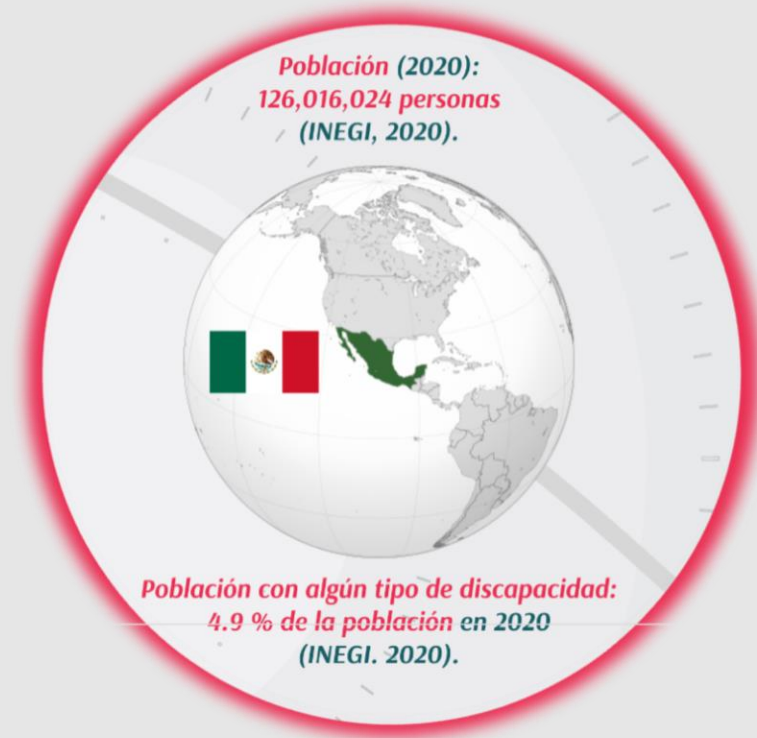 Población (2020):
126,016,024 personas
(INEGI, 2020).
Población con algún tipo de discapacidad:
4.9 % de la población en 2020
(INEGI. 2020).